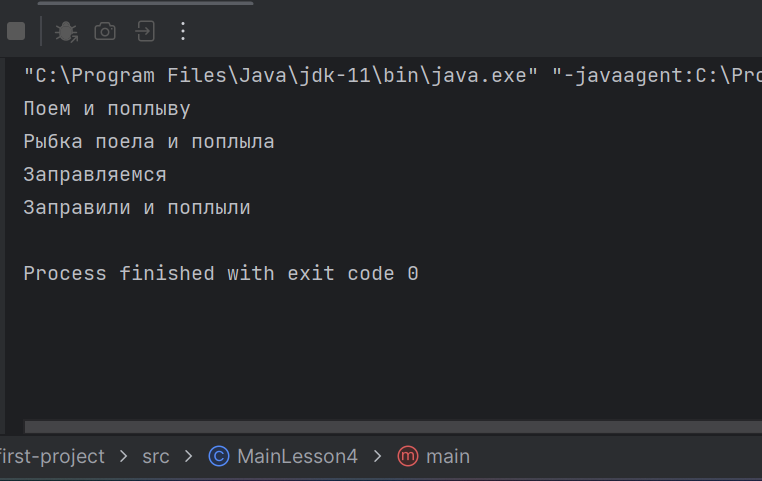 "C:\Program Files\Java\jdk-11\bin\java.exe" "-javaagent:C:\Pro
Поем и поплыву
Рыбка поела и поплыла
Заправляемся
Заправили и поплыли
Process finished with exit code 0
first-project > src > MainLesson4 > main